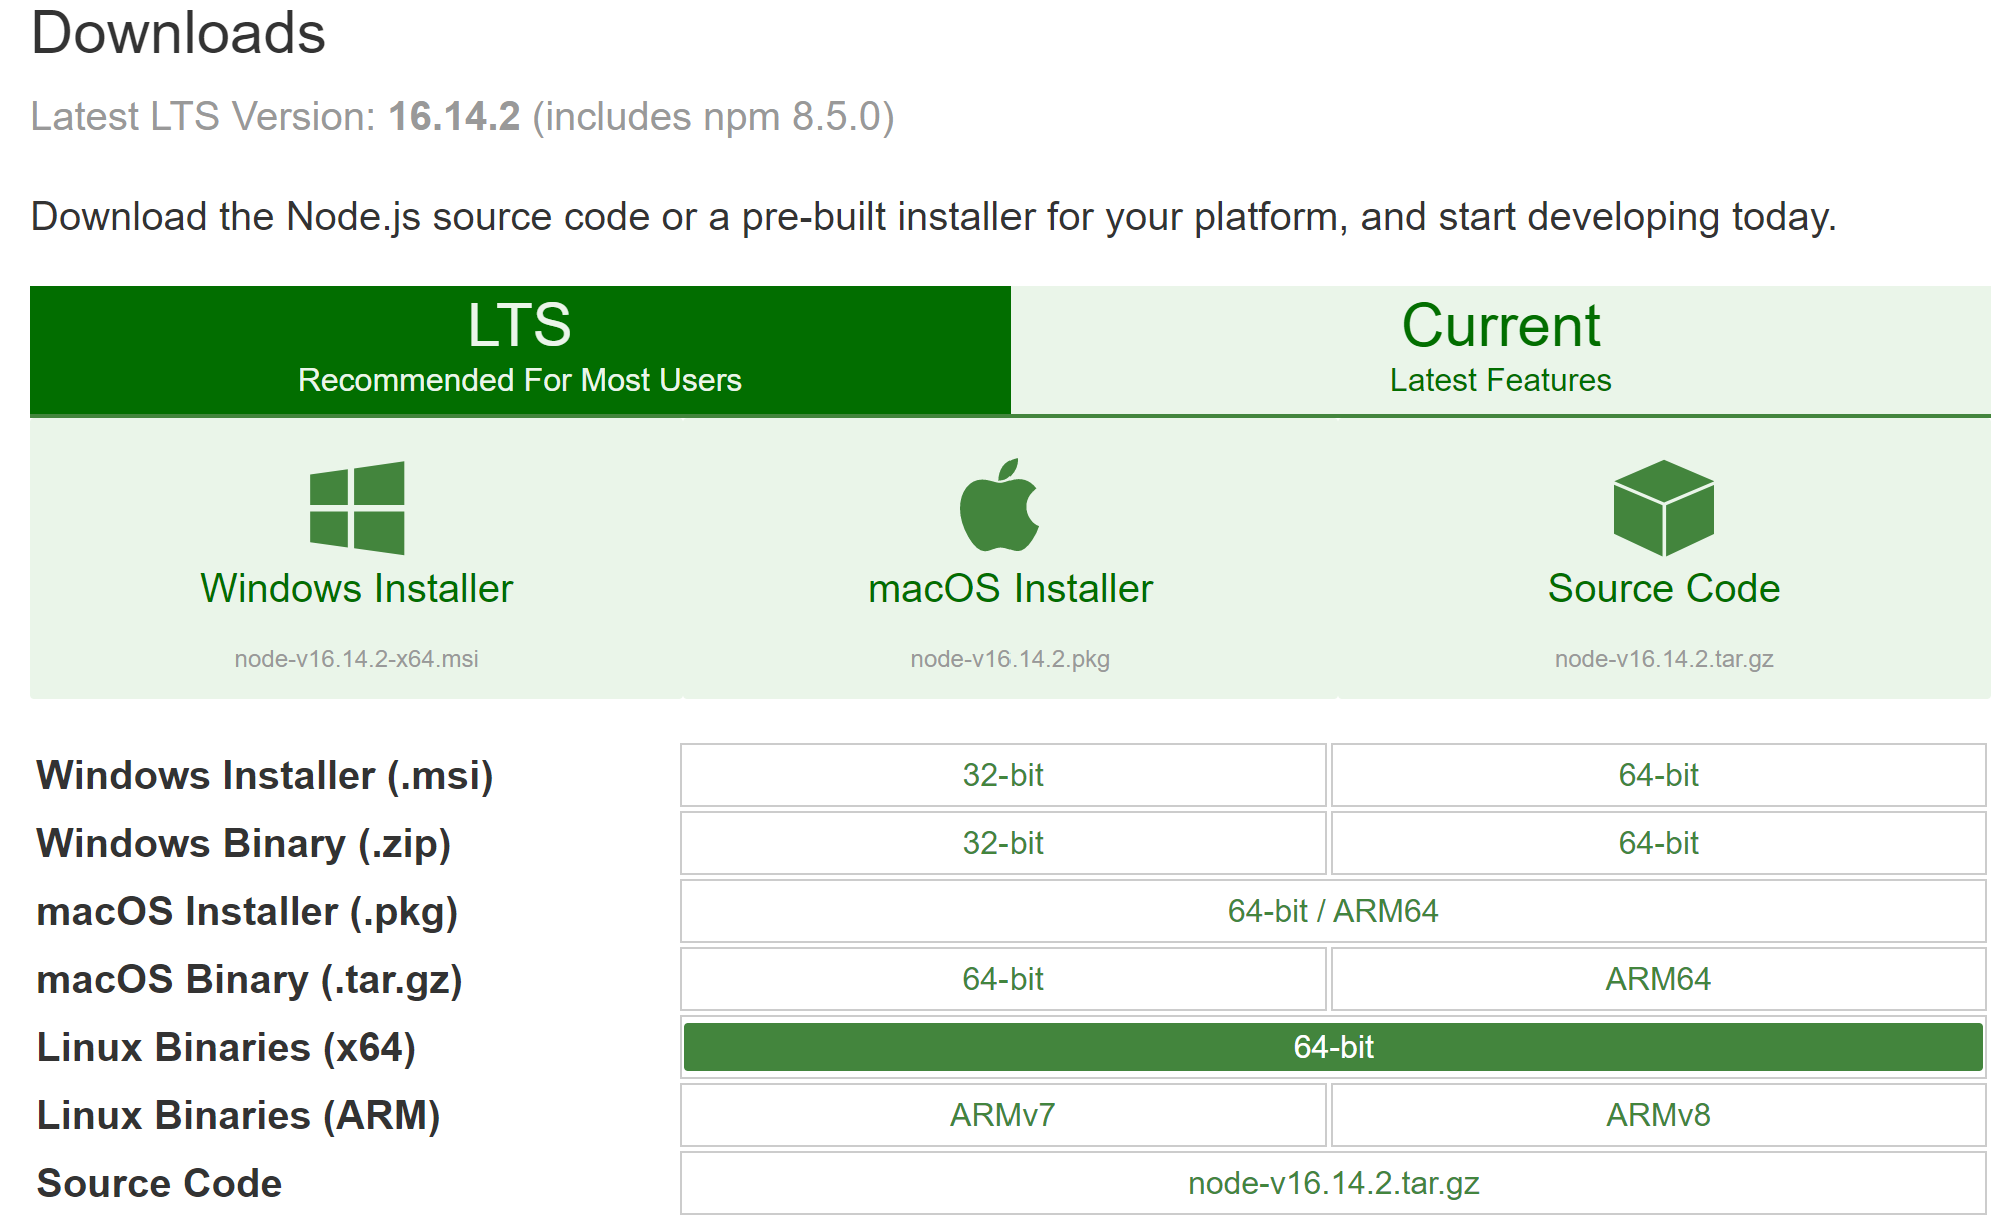 Downloads
Latest LTS Version: 16.14.2 (includes npm 8.5.0)
Download the Node.js source code or a pre-built installer for your platform, and start developing today.
LTS
Recommended For Most Users
Current
Latest Features
Windows Installer
node-v16.14.2-x64.msi
macOS Installer
node-v16.14.2.pkg
Source Code
node-v16.14.2.tar.gz
Windows Installer (.msi) 32-bit 64-bit
Windows Binary (.zip) 32-bit 64-bit
macOS Installer (.pkg) 64-bit / ARM64
macOS Binary (.tar.gz) 64-bit ARM64
Linux Binaries (x64) 64-bit
Linux Binaries (ARM) ARMv7 ARMv8
Source Code node-v16.14.2.tar.gz